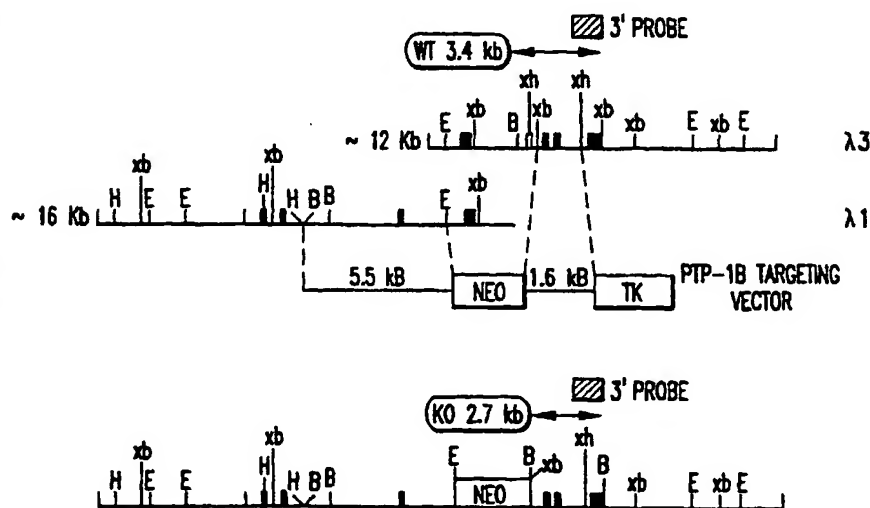 3' PROBE
WT 3.4 kb
xh xh
E xb B xb xb xb E xb E
~ 12 Kb λ3
H xb E E H xb H B B E xb
~ 16 Kb λ1
5.5 kB NEO 1.6 kB TK PTP-1B TARGETING
VECTOR
3' PROBE
KO 2.7 kb
H xb E E H xb H B B E B xb xh B xb E xb E
NEO